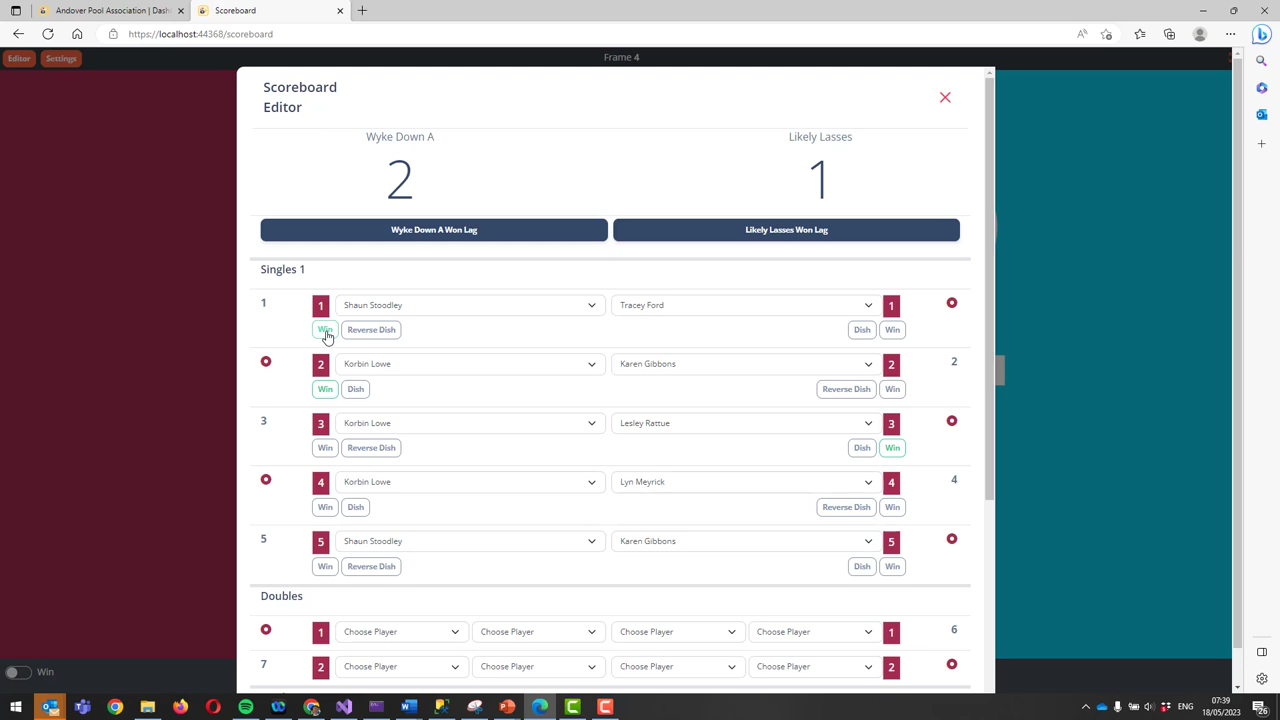 Andover Pool Association | Dash
Scoreboard
https://localhost:44368/scoreboard
Editor
Settings
Frame 4
Scoreboard
Editor
Wyke Down A
Likely Lasses
2
1
Wyke Down A Won Lag
Likely Lasses Won Lag
Singles 1
1
1
Shaun Stoodley
Tracey Ford
1
Win
Reverse Dish
Dish
Win
2
Korbin Lowe
Karen Gibbons
2
2
Win
Dish
Reverse Dish
Win
3
3
Korbin Lowe
Lesley Rattue
3
Win
Reverse Dish
Dish
Win
4
Korbin Lowe
Lyn Meyrick
4
4
Win
Dish
Reverse Dish
Win
5
5
Shaun Stoodley
Karen Gibbons
5
Win
Reverse Dish
Dish
Win
Doubles
1
Choose Player
Choose Player
Choose Player
Choose Player
1
6
7
2
Choose Player
Choose Player
Choose Player
Choose Player
2
Win
ENG
07:39
18/05/2023